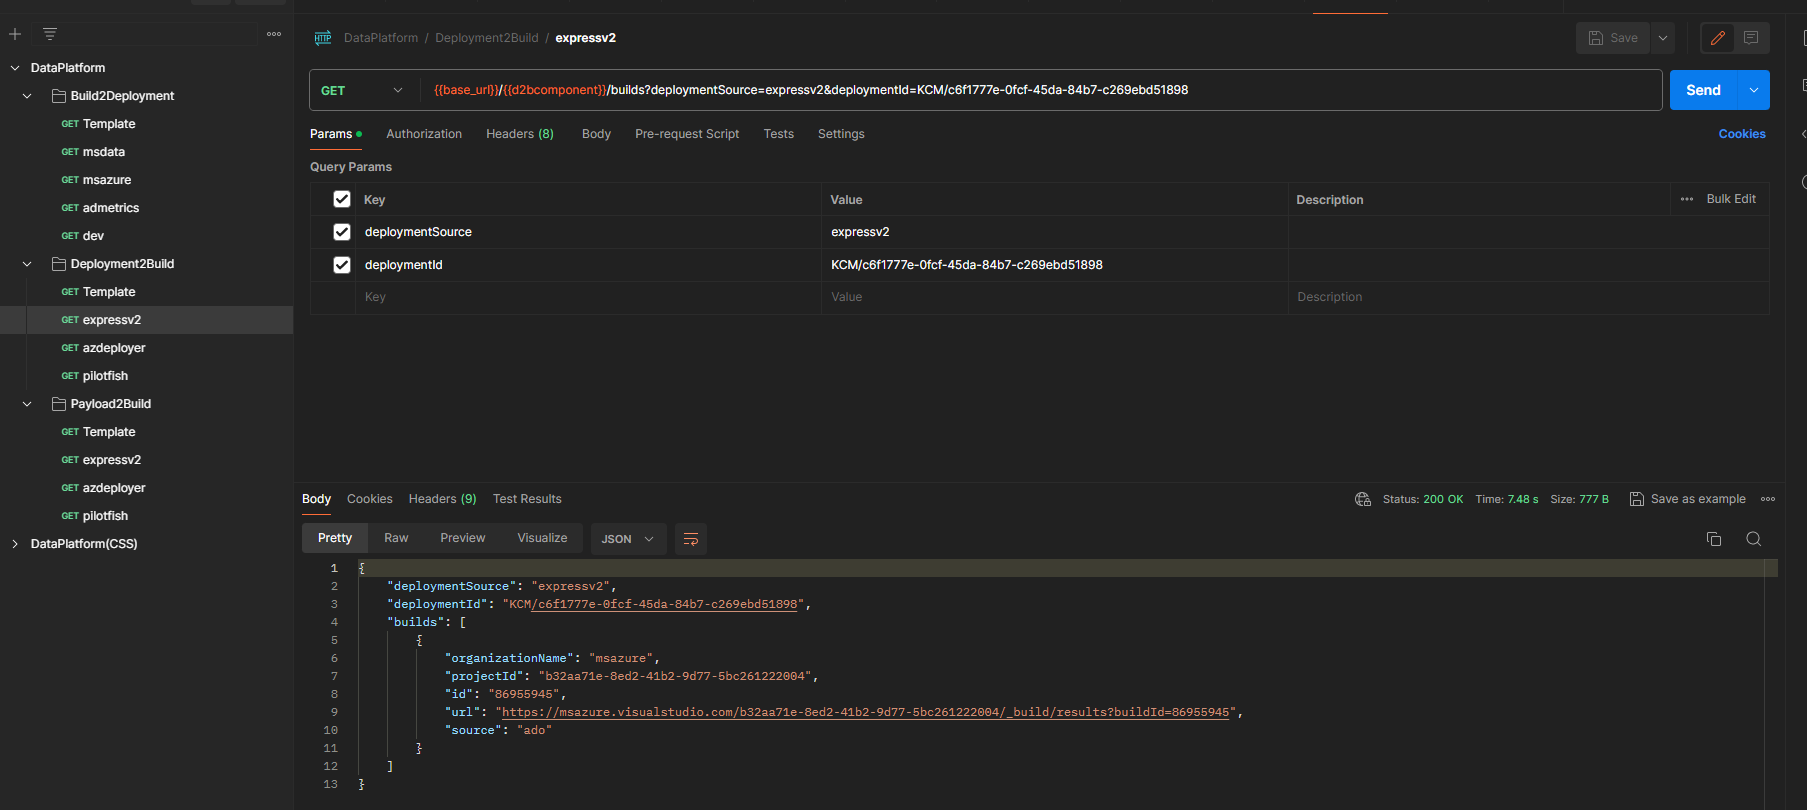 DataPlatform / Deployment2Build / expressv2
Save
DataPlatform
Build2Deployment
GET Template
GET msdata
GET msazure
GET admetrics
GET dev
Deployment2Build
GET Template
GET expressv2
GET azdeployer
GET pilotfish
Payload2Build
GET Template
GET expressv2
GET azdeployer
GET pilotfish
DataPlatform(CSS)
HTTP
GET {{base_url}}/{{d2bcomponent}}/builds?deploymentSource=expressv2&deploymentId=KCM/c6f1777e-0fcf-45da-84b7-c269ebd51898
Send
Params Authorization Headers (8) Body Pre-request Script Tests Settings
Cookies
Query Params
Key Value Description
Bulk Edit
deploymentSource expressv2
deploymentId KCM/c6f1777e-0fcf-45da-84b7-c269ebd51898
Key Value Description
Body Cookies Headers (9) Test Results
Status: 200 OK Time: 7.48 s Size: 777 B Save as example
Pretty Raw Preview Visualize JSON
1 {
2 "deploymentSource": "expressv2",
3 "deploymentId": "KCM/c6f1777e-0fcf-45da-84b7-c269ebd51898",
4 "builds": [
5 {
6 "organizationName": "msazure",
7 "projectId": "b32aa71e-8ed2-41b2-9d77-5bc261222004",
8 "id": "86955945",
9 "url": "https://msazure.visualstudio.com/b32aa71e-8ed2-41b2-9d77-5bc261222004/_build/results?buildId=86955945",
10 "source": "ado"
11 }
12 ]
13 }